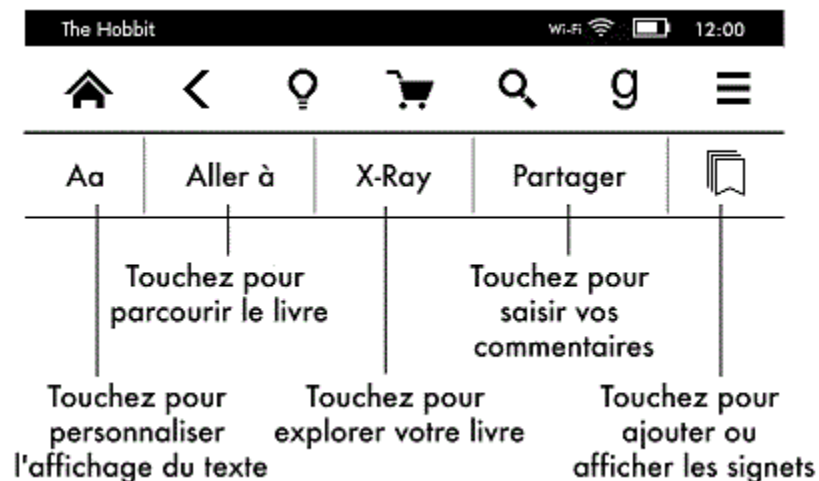 The Hobbit Wi-Fi 12:00
g
Aa Aller à X-Ray Partager
Touchez pour
parcourir le livre
Touchez pour
saisir vos
commentaires
Touchez pour
personnaliser
l'affichage du texte
Touchez pour
explorer votre livre
Touchez pour
ajouter ou
afficher les signets